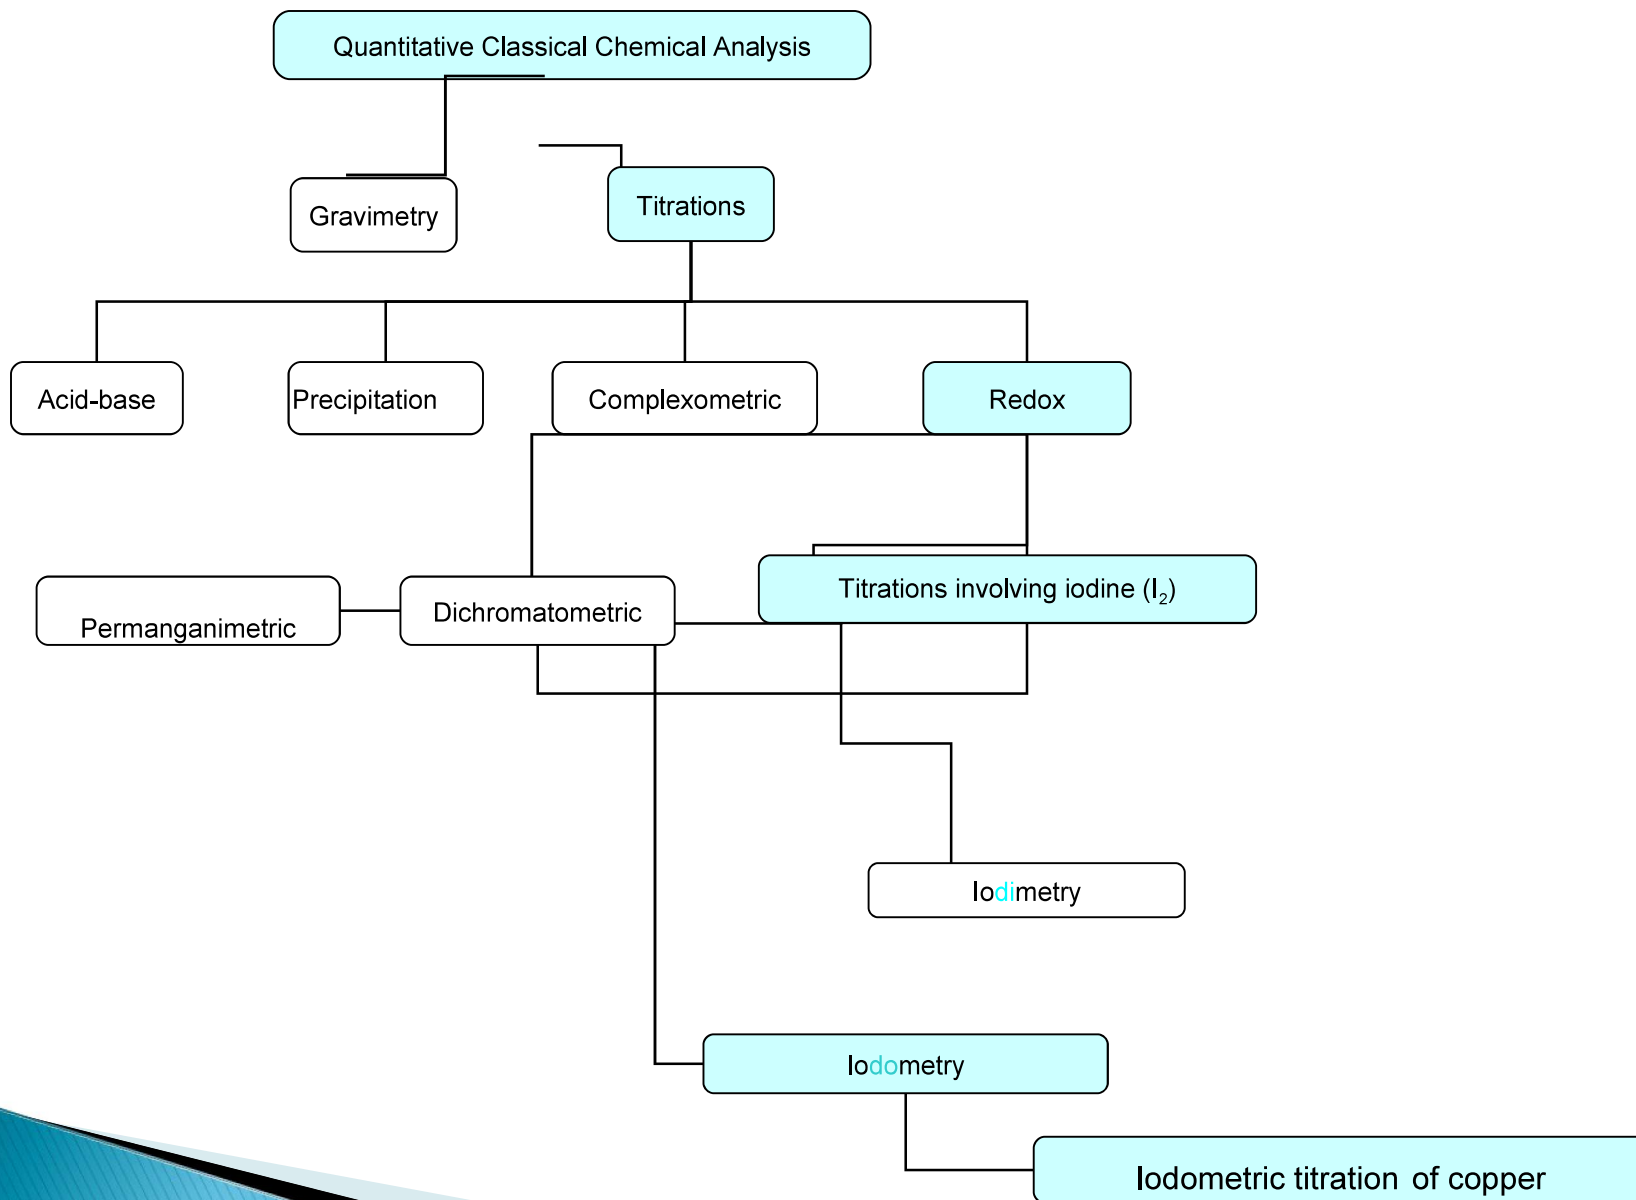 Quantitative Classical Chemical Analysis
Gravimetry
Titrations
Acid-base
Precipitation
Complexometric
Redox
Permanganimetric
Dichromatometric
Titrations involving iodine (I₂)
Iodimetry
Iodometry
Iodometric titration of copper